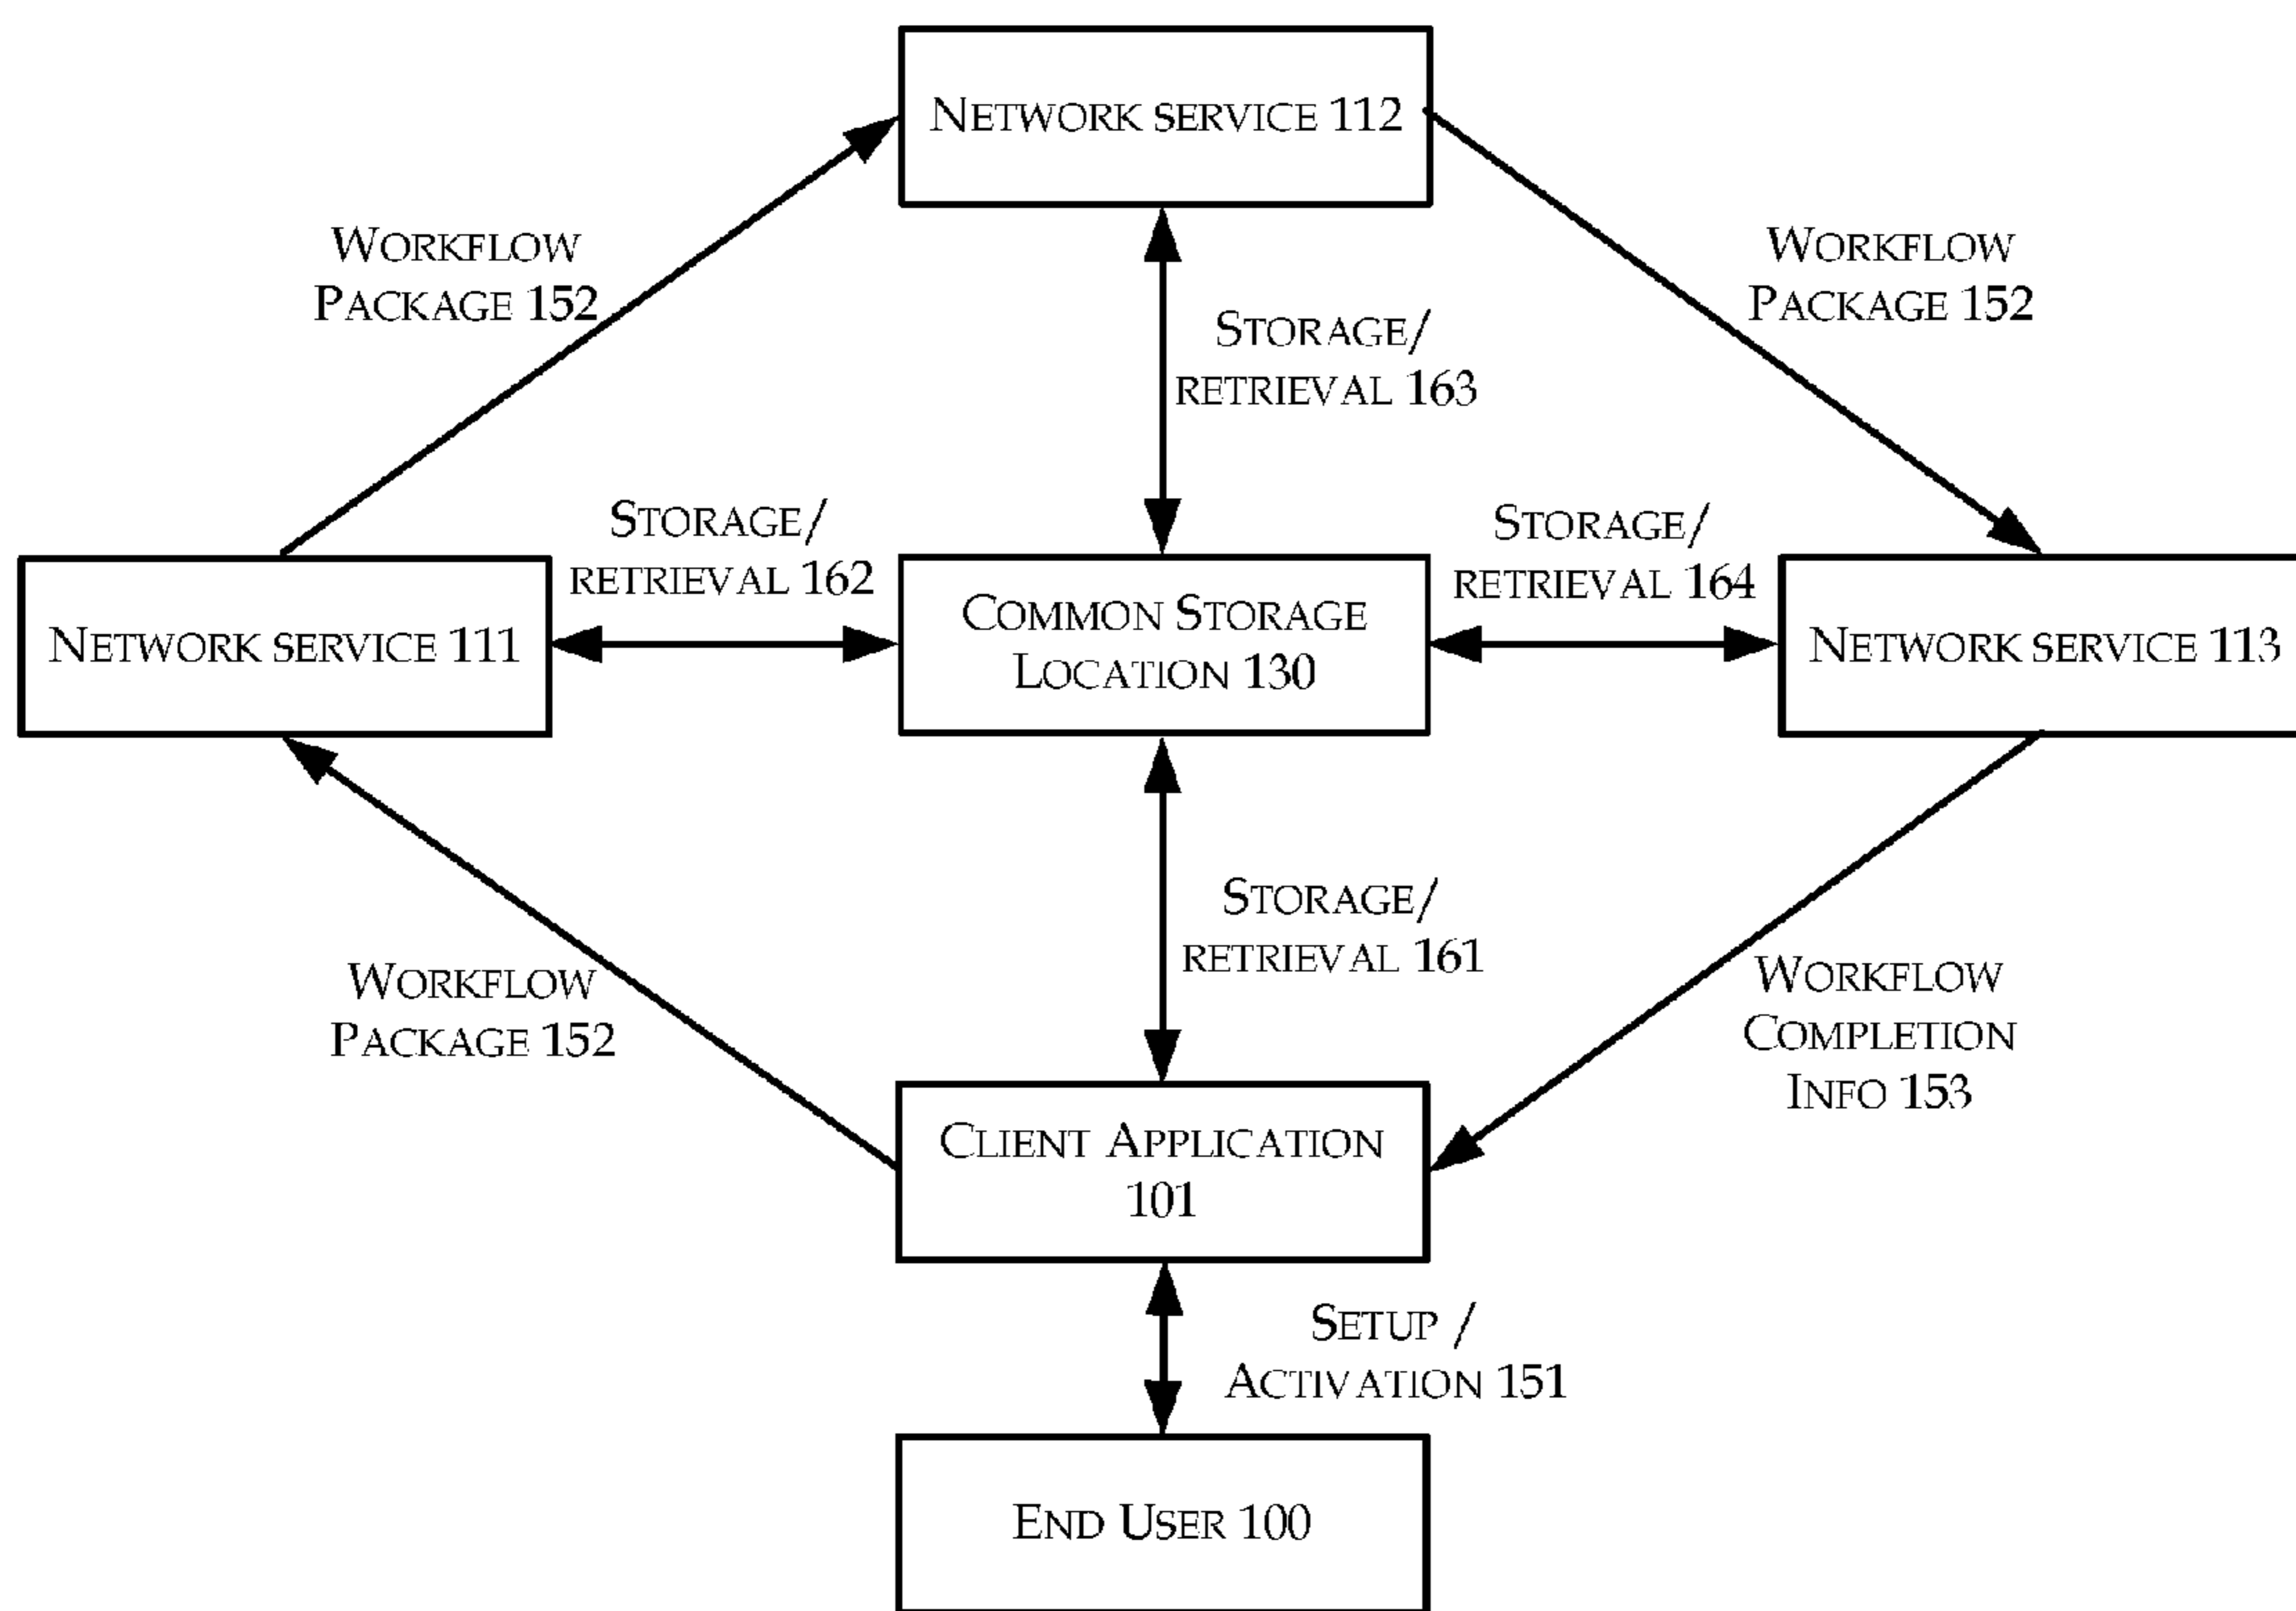 Network service 112
Workflow
Package 152
Workflow
Package 152
Storage/
retrieval 163
Storage/
retrieval 162
Storage/
retrieval 164
Network service 111
Common Storage
Location 130
Network service 113
Storage/
retrieval 161
Workflow
Package 152
Workflow
Completion
Info 153
Client Application
101
Setup /
Activation 151
End User 100